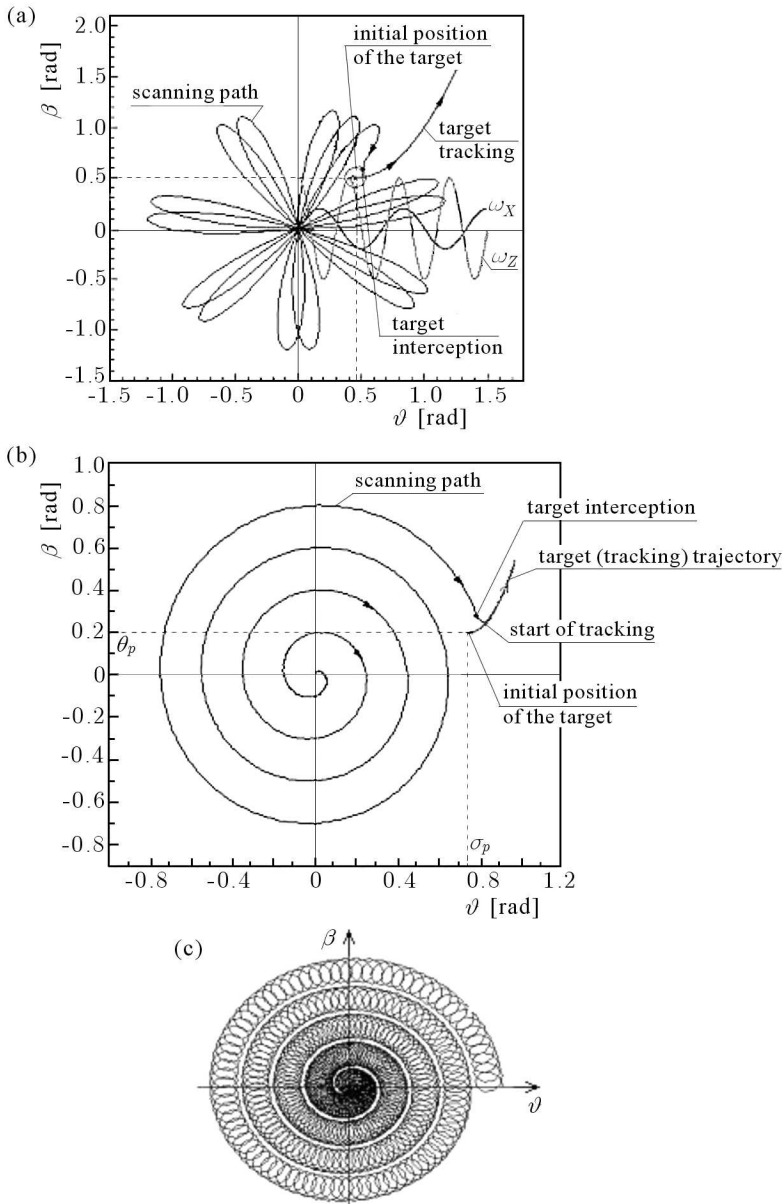 (a)
β [rad]
2.0
1.5
1.0
0.5
0
-0.5
-1.0
-1.5
initial position
of the target
scanning path
target
tracking
ω_X
ω_Z
target
interception
-1.5 -1.0 -0.5 0 0.5 1.0 1.5
ϑ [rad]
(b)
β [rad]
1.0
0.8
0.6
0.4
0.2
0
-0.2
-0.4
-0.6
-0.8
scanning path
target interception
target (tracking) trajectory
θ_p
start of tracking
initial position
of the target
σ_p
-0.8 -0.4 0 0.4 0.8 1.2
ϑ [rad]
(c)
β
ϑ